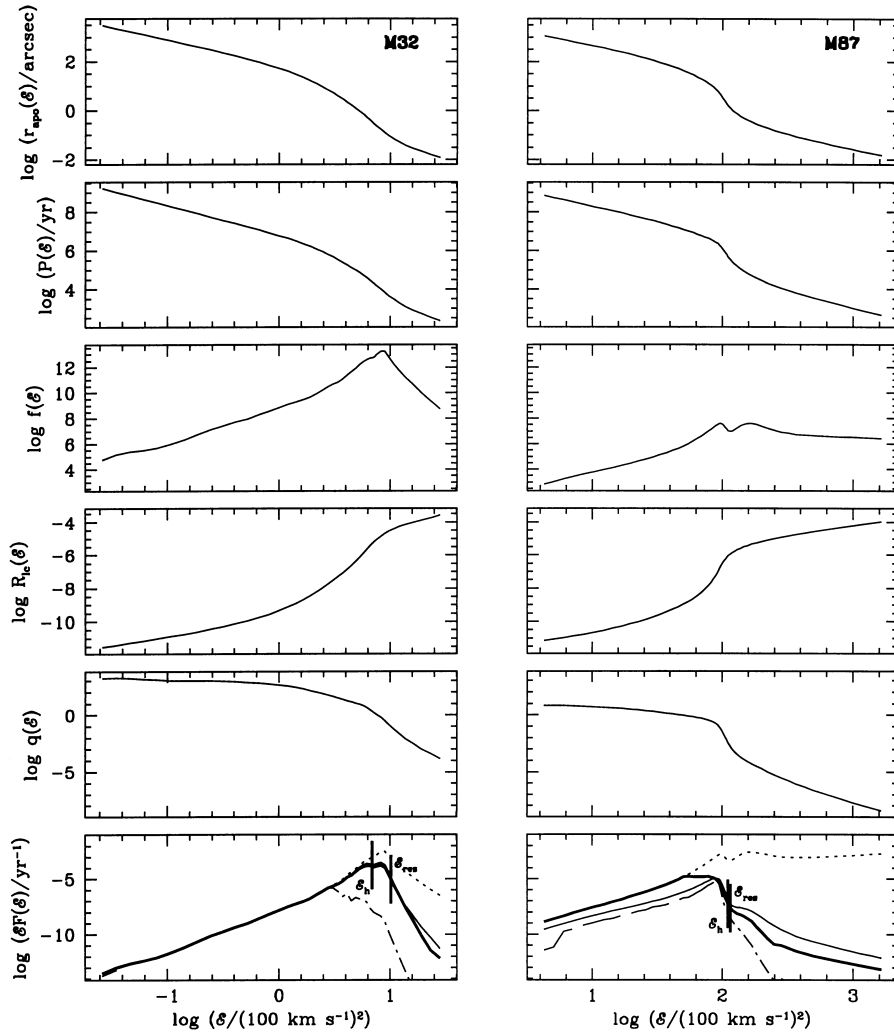 M32
M87
log (r_apo(ℰ)/arcsec)
2
0
-2
log (P(ℰ)/yr)
8
6
4
log f(ℰ)
12
10
8
6
4
log R_lc(ℰ)
-4
-6
-8
-10
log q(ℰ)
0
-5
log (ℰF(ℰ)/yr⁻¹)
-5
-10
ℰ_h
ℰ_res
ℰ_h
ℰ_res
-1 0 1
1 2 3
log (ℰ/(100 km s⁻¹)²)
log (ℰ/(100 km s⁻¹)²)